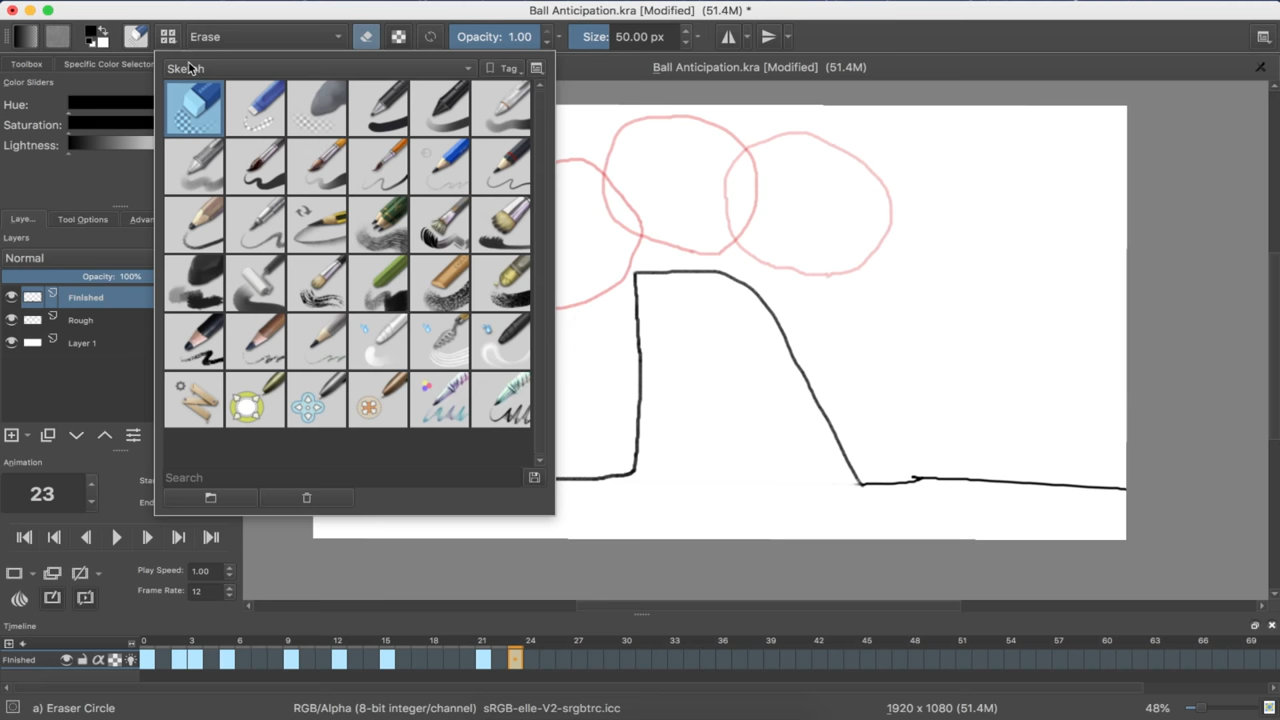 Ball Anticipation.kra [Modified] (51.4M) *
Erase
Opacity: 1.00
Size: 50.00 px
Toolbox
Specific Color Selector
Sketch
Tag
Ball Anticipation.kra [Modified] (51.4M)
Color Sliders
Hue:
Saturation:
Lightness:
Laye...
Tool Options
Advan
Layers
Normal
Opacity: 100%
Finished
Rough
Layer 1
Animation
23
Star
End
Search
Play Speed: 1.00
Frame Rate: 12
Timeline
0 3 6 9 12 15 18 21 24 27 30 33 36 39 42 45 48 51 54 57 60 63 66 69
Finished
a) Eraser Circle
RGB/Alpha (8-bit integer/channel) sRGB-elle-V2-srgbtrc.icc
1920 x 1080 (51.4M)
48%